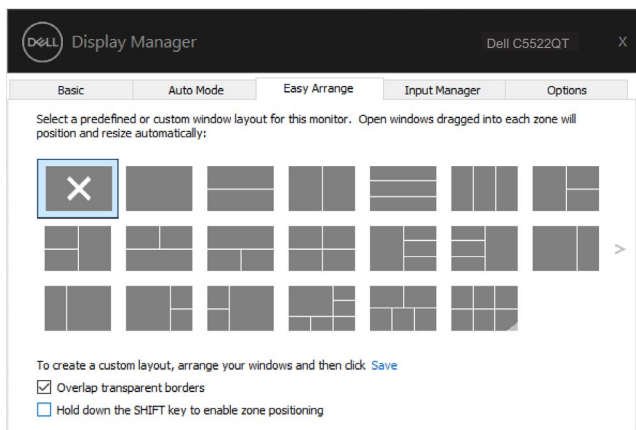 DELL Display Manager Dell C5522QT X
Basic Auto Mode Easy Arrange Input Manager Options
Select a predefined or custom window layout for this monitor. Open windows dragged into each zone will
position and resize automatically:
To create a custom layout, arrange your windows and then click Save
Overlap transparent borders
Hold down the SHIFT key to enable zone positioning